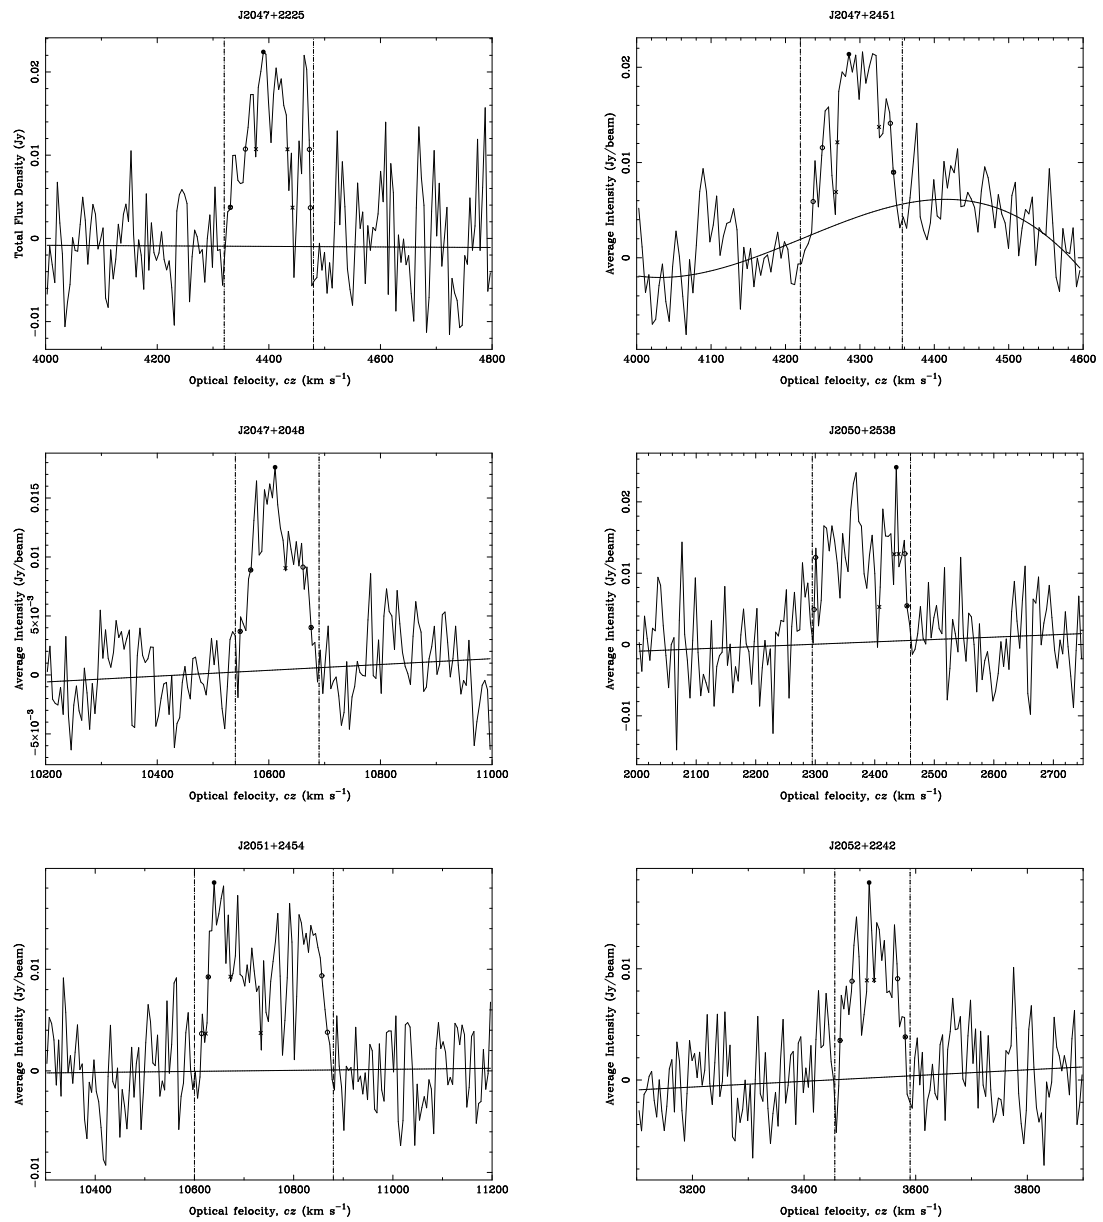 J2047+2225
Total Flux Density (Jy)
0.02
0.01
0
−0.01
4000 4200 4400 4600 4800
Optical felocity, cz (km s⁻¹)
J2047+2451
Average Intensity (Jy/beam)
0.02
0.01
0
4000 4100 4200 4300 4400 4500 4600
Optical felocity, cz (km s⁻¹)
J2047+2048
Average Intensity (Jy/beam)
0.015
0.01
5×10⁻³
0
−5×10⁻³
10200 10400 10600 10800 11000
Optical felocity, cz (km s⁻¹)
J2050+2538
Average Intensity (Jy/beam)
0.02
0.01
0
−0.01
2000 2100 2200 2300 2400 2500 2600 2700
Optical felocity, cz (km s⁻¹)
J2051+2454
Average Intensity (Jy/beam)
0.01
0
−0.01
10400 10600 10800 11000 11200
Optical felocity, cz (km s⁻¹)
J2052+2242
Average Intensity (Jy/beam)
0.01
0
3200 3400 3600 3800
Optical felocity, cz (km s⁻¹)